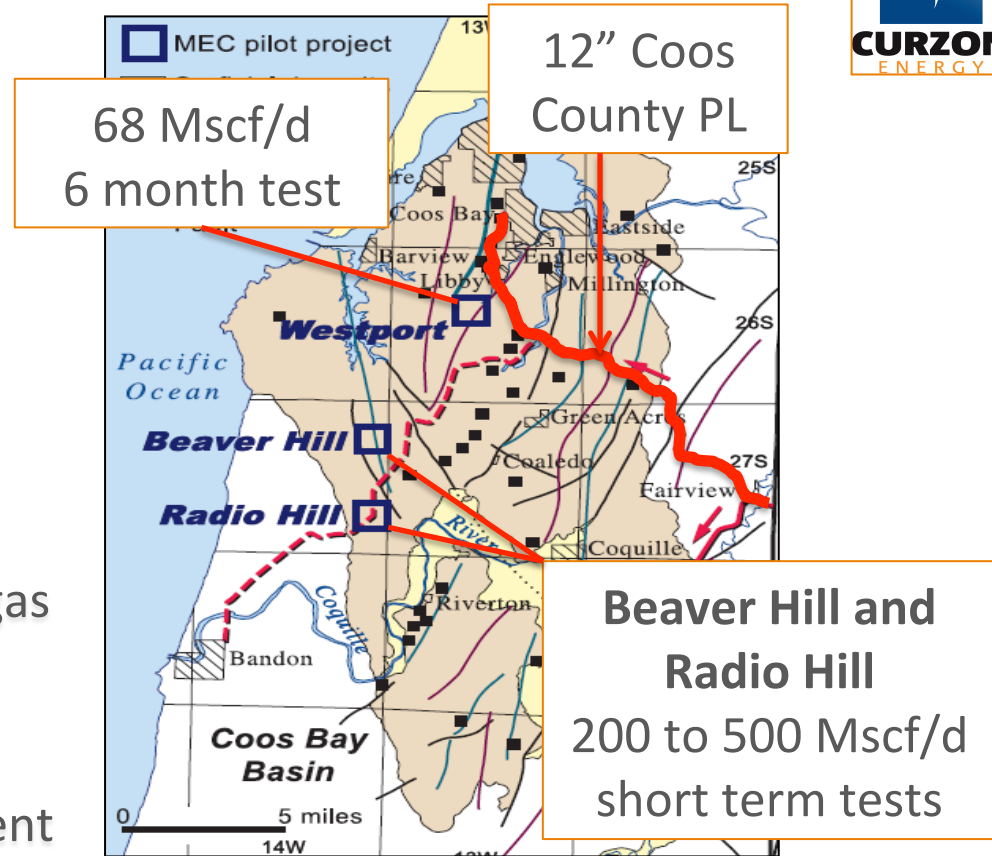 CURZON
ENERGY
MEC pilot project
68 Mscf/d
6 month test
12” Coos
County PL
25S
Coos Bay
Eastside
Barview
Englewood
Libby
Millington
Westport
26S
Pacific
Ocean
Green Acres
Beaver Hill
Coaledo
27S
Fairview
Radio Hill
River
Coquille
gas
Coquille
Riverton
Bandon
Beaver Hill and
Radio Hill
200 to 500 Mscf/d
short term tests
Coos Bay
Basin
0
5 miles
14W